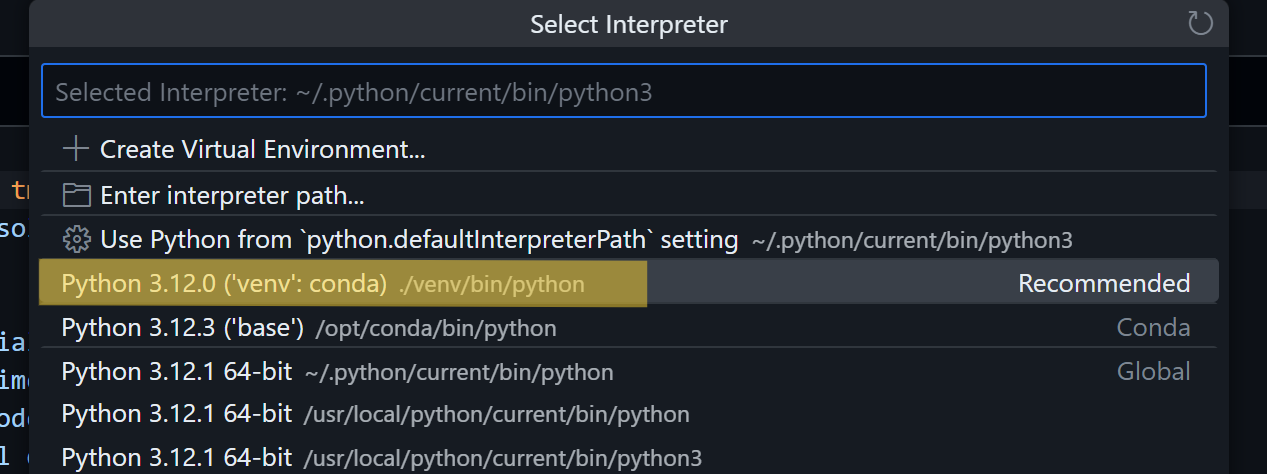 Select Interpreter
Selected Interpreter: ~/.python/current/bin/python3
Create Virtual Environment...
Enter interpreter path...
Use Python from `python.defaultInterpreterPath` setting ~/.python/current/bin/python3
Python 3.12.0 ('venv': conda) ./venv/bin/python Recommended
Python 3.12.3 ('base') /opt/conda/bin/python Conda
Python 3.12.1 64-bit ~/.python/current/bin/python Global
Python 3.12.1 64-bit /usr/local/python/current/bin/python
Python 3.12.1 64-bit /usr/local/python/current/bin/python3